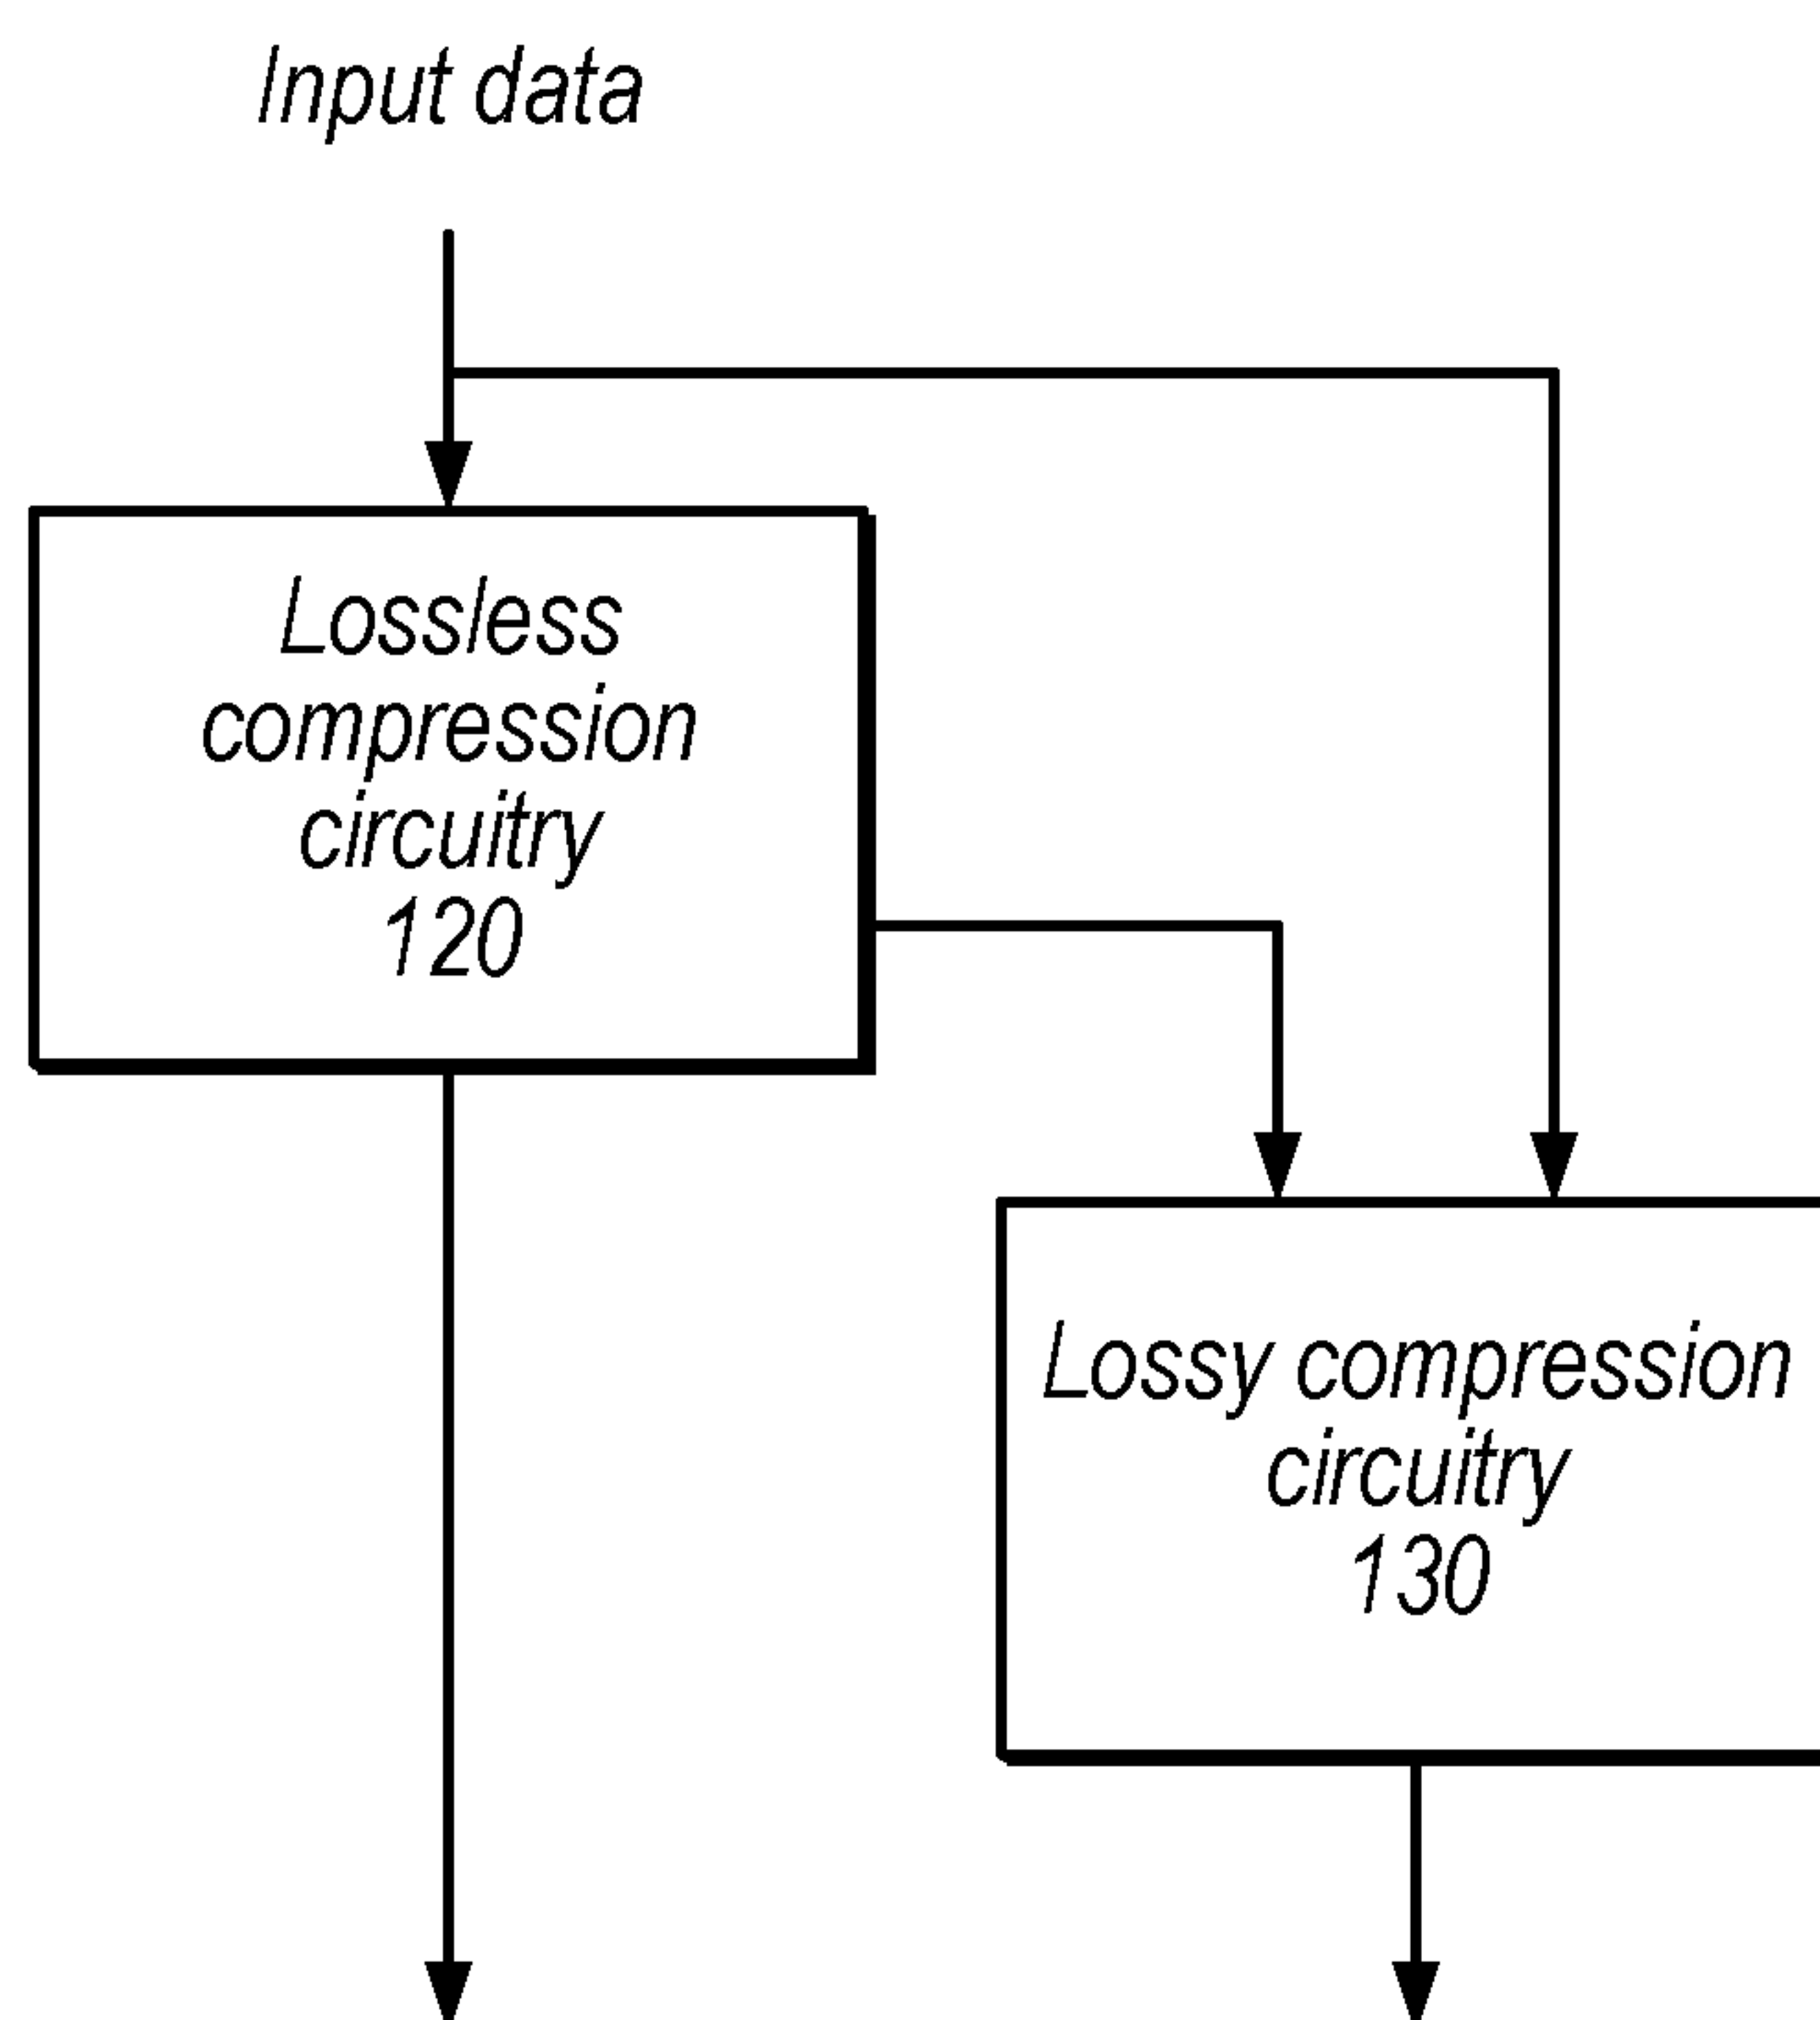 Input data
Lossless
compression
circuitry
120
Lossy compression
circuitry
130